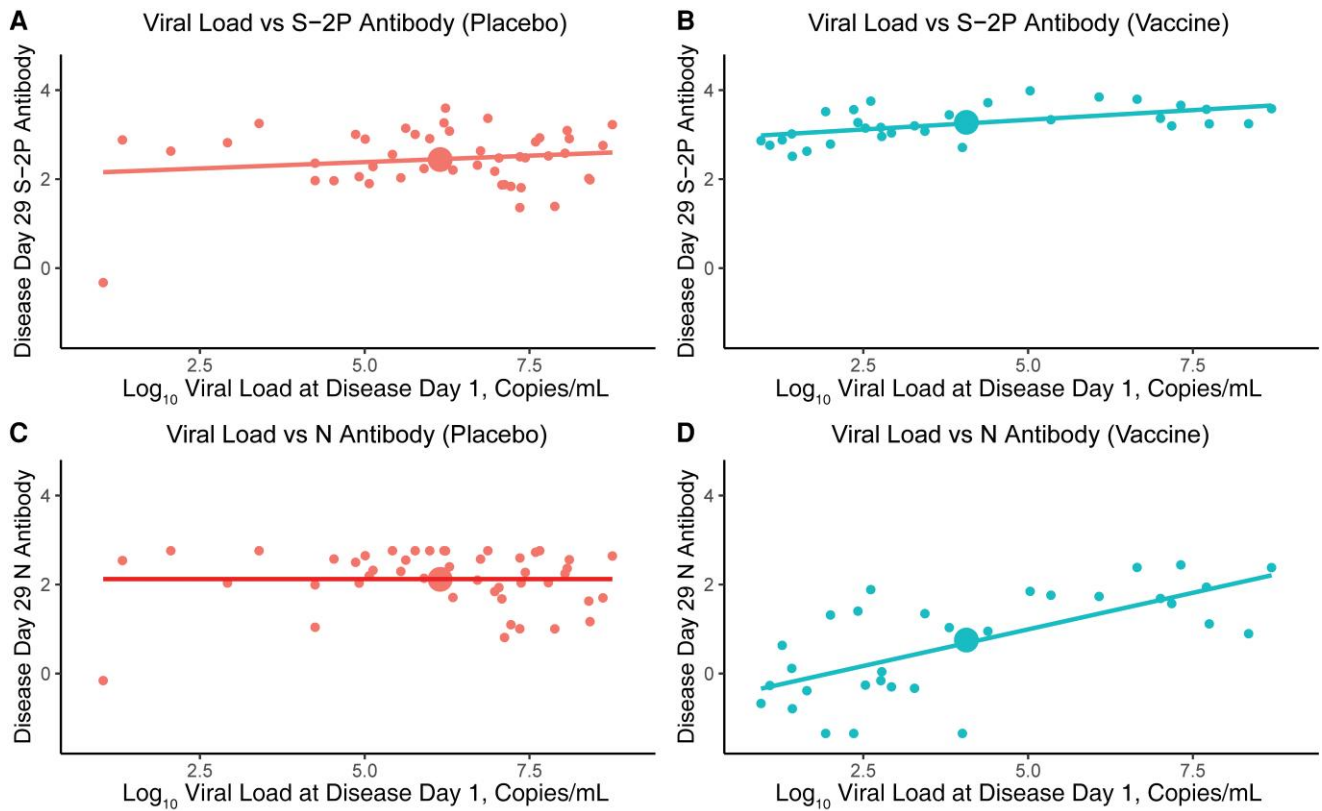 A
Viral Load vs S−2P Antibody (Placebo)
Disease Day 29 S−2P Antibody
4
2
0
2.5 5.0 7.5
Log₁₀ Viral Load at Disease Day 1, Copies/mL
B
Viral Load vs S−2P Antibody (Vaccine)
Disease Day 29 S−2P Antibody
4
2
0
2.5 5.0 7.5
Log₁₀ Viral Load at Disease Day 1, Copies/mL
C
Viral Load vs N Antibody (Placebo)
Disease Day 29 N Antibody
4
2
0
2.5 5.0 7.5
Log₁₀ Viral Load at Disease Day 1, Copies/mL
D
Viral Load vs N Antibody (Vaccine)
Disease Day 29 N Antibody
4
2
0
2.5 5.0 7.5
Log₁₀ Viral Load at Disease Day 1, Copies/mL